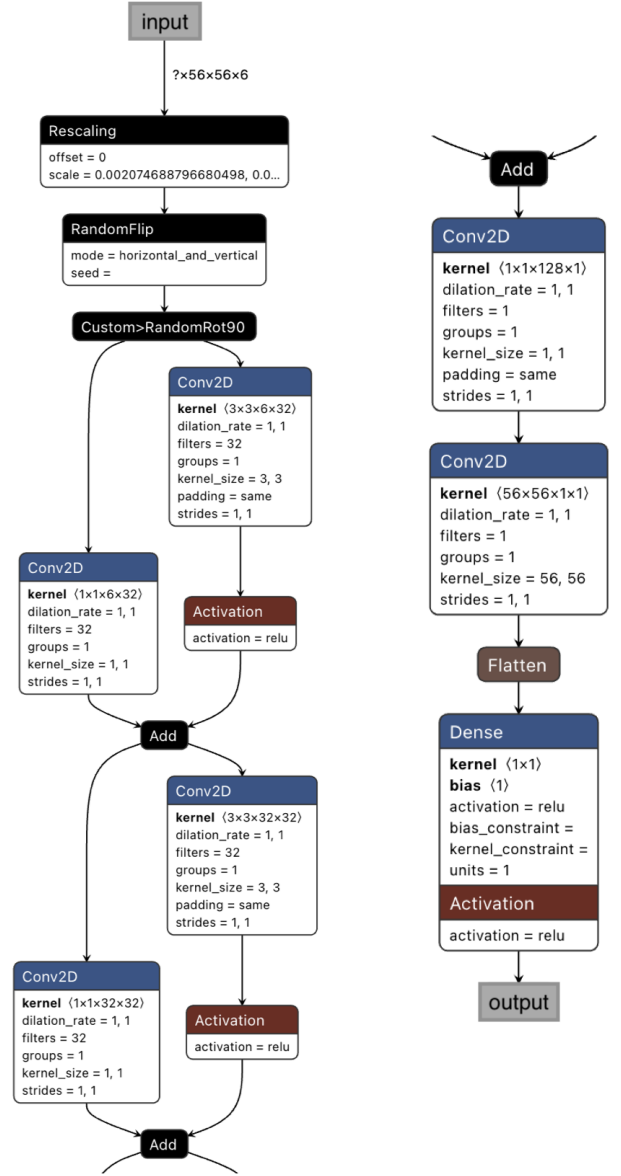 input
?×56×56×6
Rescaling
offset = 0
scale = 0.002074688796680498, 0.0...
RandomFlip
mode = horizontal_and_vertical
seed =
Custom>RandomRot90
Conv2D
kernel ⟨3×3×6×32⟩
dilation_rate = 1, 1
filters = 32
groups = 1
kernel_size = 3, 3
padding = same
strides = 1, 1
Conv2D
kernel ⟨1×1×6×32⟩
dilation_rate = 1, 1
filters = 32
groups = 1
kernel_size = 1, 1
strides = 1, 1
Activation
activation = relu
Add
Conv2D
kernel ⟨3×3×32×32⟩
dilation_rate = 1, 1
filters = 32
groups = 1
kernel_size = 3, 3
padding = same
strides = 1, 1
Conv2D
kernel ⟨1×1×32×32⟩
dilation_rate = 1, 1
filters = 32
groups = 1
kernel_size = 1, 1
strides = 1, 1
Activation
activation = relu
Add
Add
Conv2D
kernel ⟨1×1×128×1⟩
dilation_rate = 1, 1
filters = 1
groups = 1
kernel_size = 1, 1
padding = same
strides = 1, 1
Conv2D
kernel ⟨56×56×1×1⟩
dilation_rate = 1, 1
filters = 1
groups = 1
kernel_size = 56, 56
strides = 1, 1
Flatten
Dense
kernel ⟨1×1⟩
bias ⟨1⟩
activation = relu
bias_constraint =
kernel_constraint =
units = 1
Activation
activation = relu
output